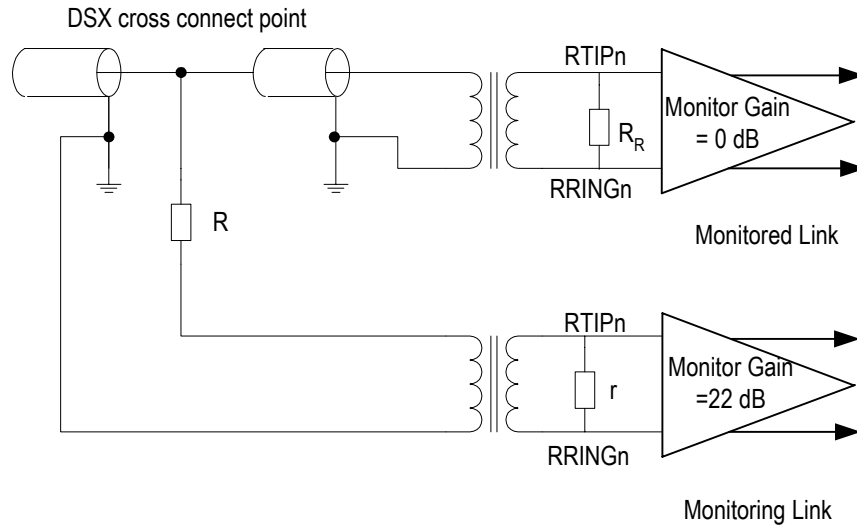 DSX cross connect point
RTIPn
Monitor Gain
= 0 dB
R_R
RRINGn
R
Monitored Link
RTIPn
Monitor Gain
=22 dB
r
RRINGn
Monitoring Link